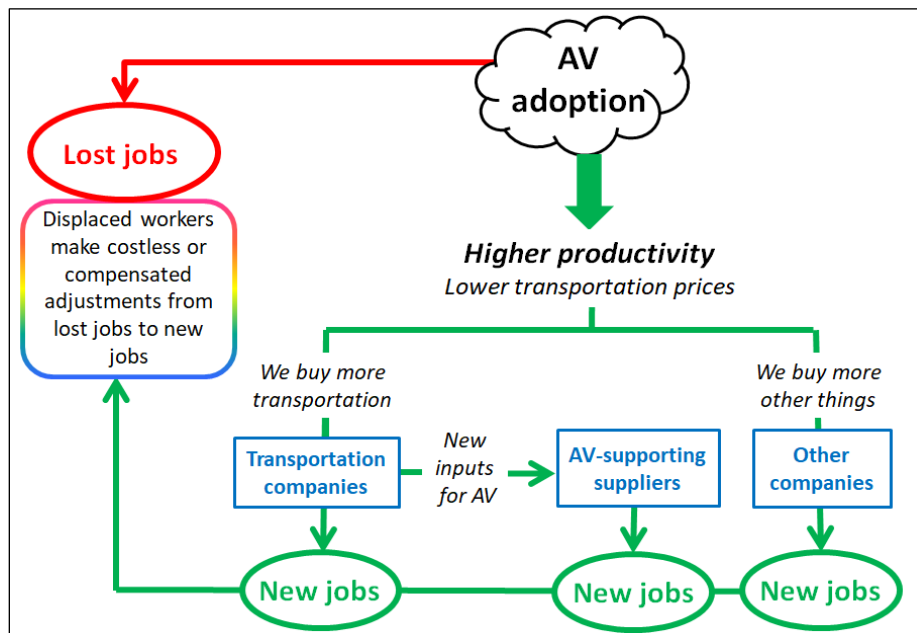 AV
adoption
Lost jobs
Displaced workers
make costless or
compensated
adjustments from
lost jobs to new
jobs
Higher productivity
Lower transportation prices
We buy more
transportation
We buy more
other things
New
inputs
for AV
Transportation
companies
AV-supporting
suppliers
Other
companies
New jobs
New jobs
New jobs